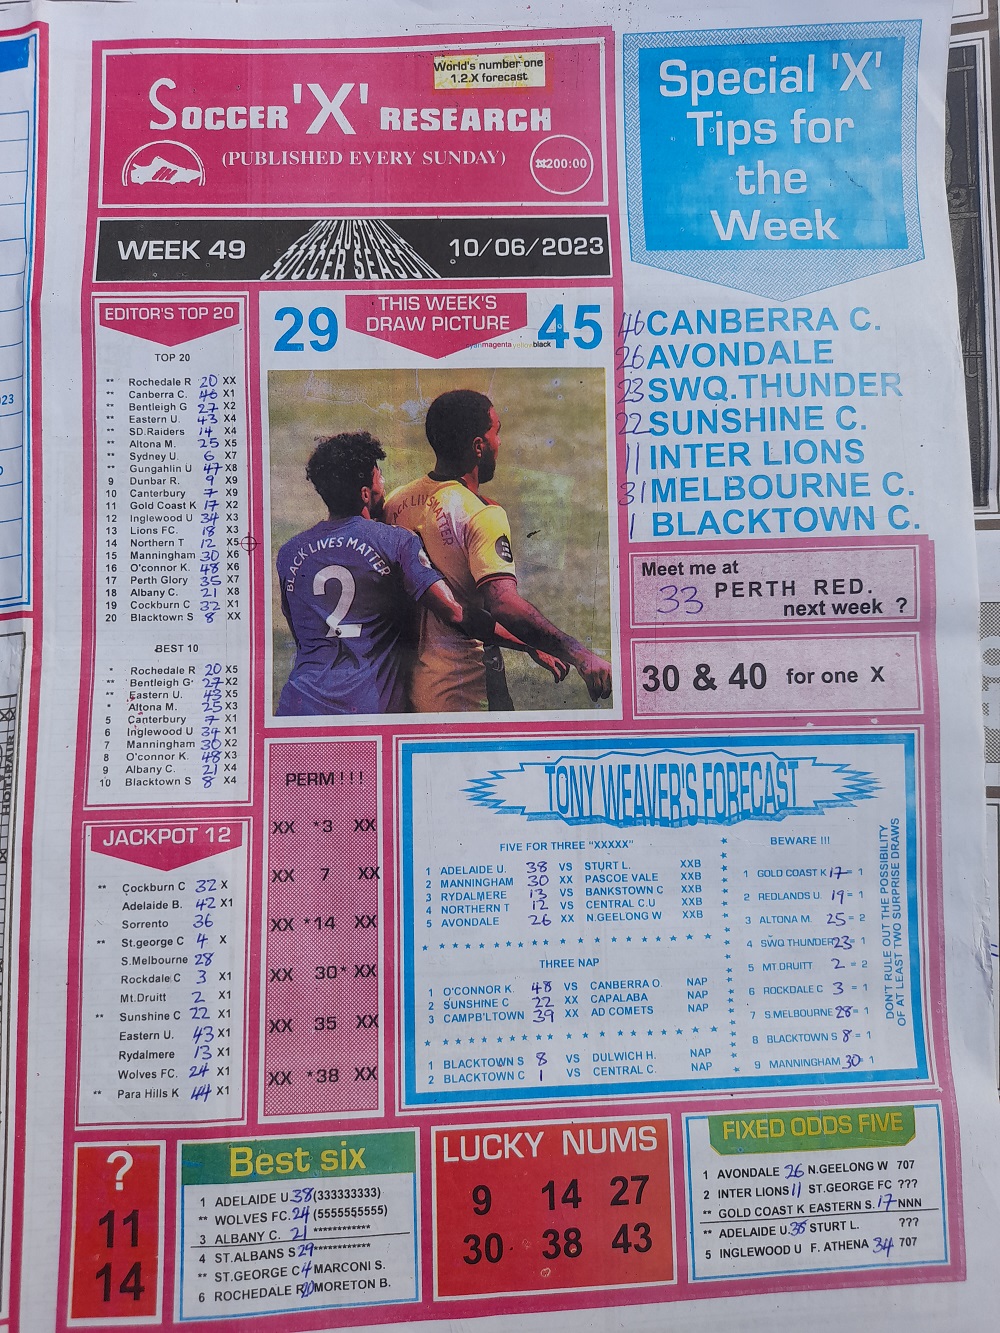 World's number one
1.2.X forecast
SOCCER 'X' RESEARCH
(PUBLISHED EVERY SUNDAY)
₦200:00
WEEK 49
SOCCER SEASON
10/06/2023
Special 'X'
Tips for
the
Week
46 CANBERRA C.
26 AVONDALE
23 SWQ.THUNDER
22 SUNSHINE C.
11 INTER LIONS
31 MELBOURNE C.
1 BLACKTOWN C.
Meet me at
33 PERTH RED.
next week ?
30 & 40 for one X
EDITOR'S TOP 20
TOP 20
** Rochedale R 20 XX
** Canberra C. 46 X1
** Bentleigh G 27 X2
** Eastern U. 43 X4
** SD.Raiders 14 X4
** Altona M. 25 X5
** Sydney U. 6 X7
** Gungahlin U 47 X8
9 Dunbar R. 9 X9
10 Canterbury 7 X9
11 Gold Coast K 17 X2
12 Inglewood U 34 X3
13 Lions FC. 18 X3
14 Northern T 12 X5
15 Manningham 30 X6
16 O'connor K. 48 X6
17 Perth Glory 35 X7
18 Albany C. 21 X8
19 Cockburn C 32 X1
20 Blacktown S 8 XX
BEST 10
* Rochedale R 20 X5
** Bentleigh G 27 X2
** Eastern U. 43 X5
* Altona M. 25 X3
5 Canterbury 7 X1
6 Inglewood U 34 X1
7 Manningham 30 X2
8 O'connor K. 48 X3
9 Albany C. 21 X4
10 Blacktown S 8 X4
29
THIS WEEK'S
DRAW PICTURE
magenta yellow black
45
BLACK LIVES MATTER
2
BLACK LIVES MATTER
JACKPOT 12
** Cockburn C 32 X
Adelaide B. 42 X1
Sorrento 36
** St.george C 4 X
S.Melbourne 28
Rockdale C 3 X1
Mt.Druitt 2 X1
** Sunshine C 22 X1
Eastern U. 43 X1
Rydalmere 13 X1
Wolves FC. 24 X1
** Para Hills K 44 X1
PERM ! ! !
XX *3 XX
XX 7 XX
XX *14 XX
XX 30* XX
XX 35 XX
XX *38 XX
TONY WEAVER'S FORECAST
FIVE FOR THREE "XXXXX"
1 ADELAIDE U. 38 VS STURT L. XXB
2 MANNINGHAM 30 XX PASCOE VALE XXB
3 RYDALMERE 13 VS BANKSTOWN C XXB
4 NORTHERN T 12 VS CENTRAL C.U XXB
5 AVONDALE 26 XX N.GEELONG W XXB
THREE NAP
1 O'CONNOR K. 48 VS CANBERRA O. NAP
2 SUNSHINE C 22 XX CAPALABA NAP
3 CAMPB'LTOWN 39 XX AD COMETS NAP
1 BLACKTOWN S 8 VS DULWICH H. NAP
2 BLACKTOWN C 1 VS CENTRAL C. NAP
BEWARE !!!
1 GOLD COAST K 17= 1
2 REDLANDS U. 19= 1
3 ALTONA M. 25= 2
4 SWQ THUNDER 23= 1
5 MT.DRUITT 2 = 2
6 ROCKDALE C 3 = 1
7 S.MELBOURNE 28= 1
8 BLACKTOWN S 8 = 1
9 MANNINGHAM 30= 1
DON'T RULE OUT THE POSSIBILITY
OF AT LEAST TWO SURPRISE DRAWS
?
11
14
Best six
1 ADELAIDE U 38 (333333333)
** WOLVES FC. 24 (5555555555)
3 ALBANY C. 21 ***********
4 ST.ALBANS S 29 ***********
** ST.GEORGE C 4 MARCONI S.
6 ROCHEDALE R 20 MORETON B.
LUCKY NUMS
9 14 27
30 38 43
FIXED ODDS FIVE
1 AVONDALE 26 N.GEELONG W 707
2 INTER LIONS 11 ST.GEORGE FC ???
** GOLD COAST K EASTERN S. 17 NNN
** ADELAIDE U. 38 STURT L. ???
5 INGLEWOOD U F. ATHENA 34 707